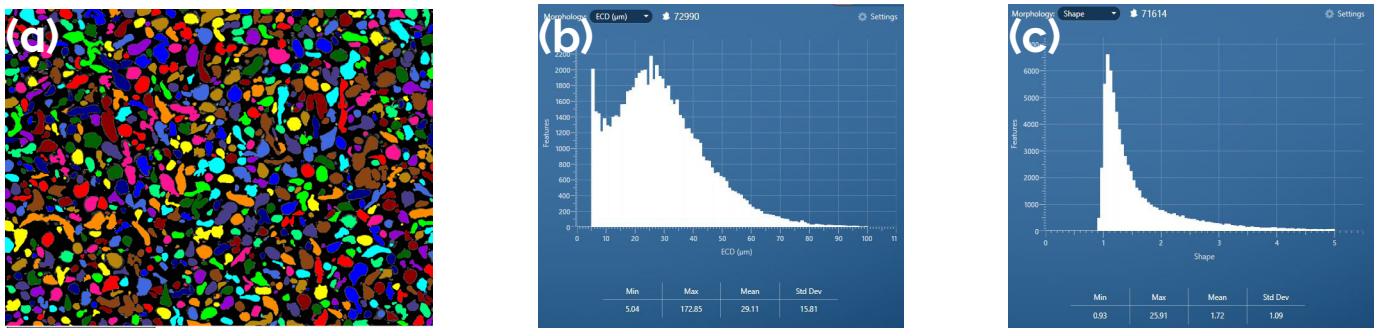 (a)
(b)
Morphology: ECD (µm) 72990 Settings
2200
2000
1800
1600
1400
1200
1000
800
600
400
200
0
Features
0 10 20 30 40 50 60 70 80 90 100 11
ECD (µm)
Min Max Mean Std Dev
5.04 172.85 29.11 15.81
(c)
Morphology: Shape 71614 Settings
7000
6000
5000
4000
3000
2000
1000
0
Features
0 1 2 3 4 5
Shape
Min Max Mean Std Dev
0.93 25.91 1.72 1.09